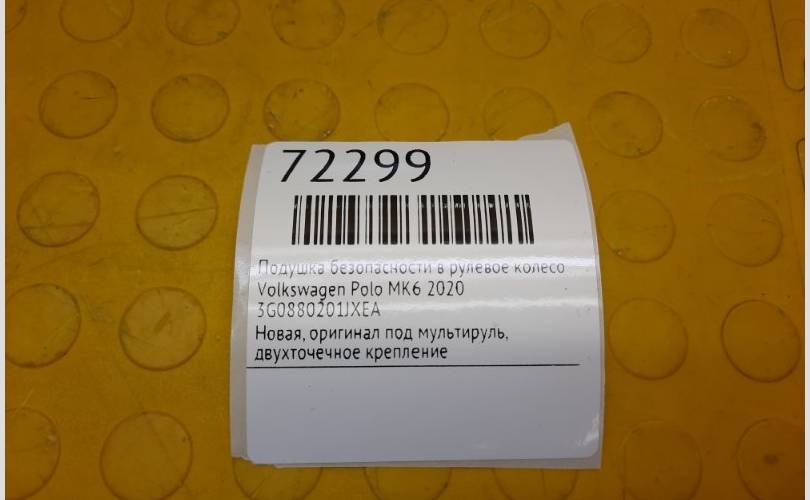 72299
Подушка безопасности в рулевое колесо
Volkswagen Polo MK6 2020
3G0880201JXEA
Новая, оригинал под мультируль,
двухточечное крепление